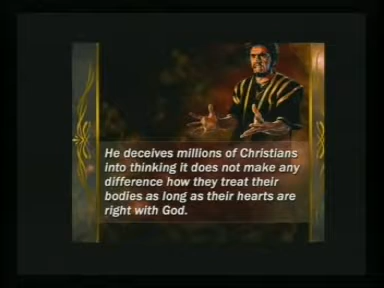 He deceives millions of Christians
into thinking it does not make any
difference how they treat their
bodies as long as their hearts are
right with God.